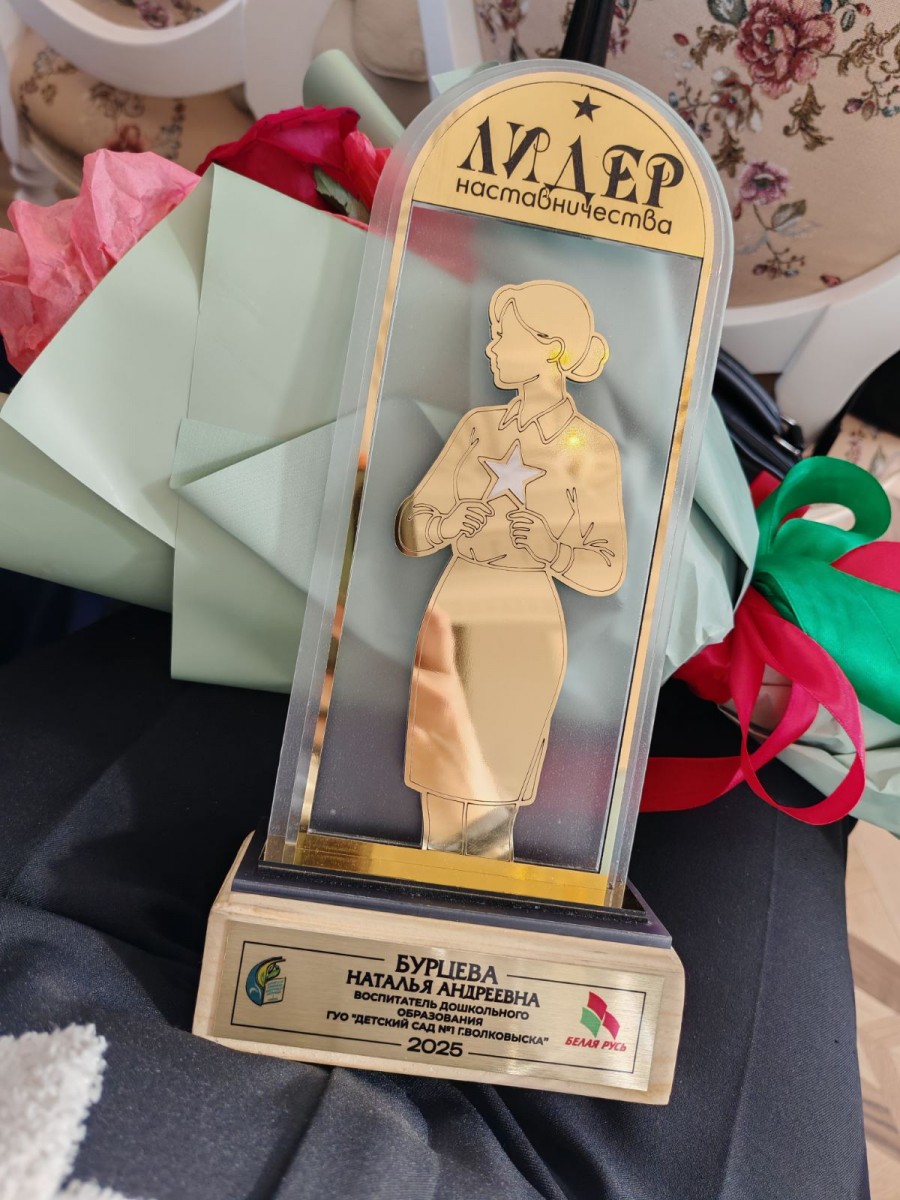 ЛИДЕР
наставничества
БУРЦЕВА
НАТАЛЬЯ АНДРЕЕВНА
ВОСПИТАТЕЛЬ ДОШКОЛЬНОГО
ОБРАЗОВАНИЯ
ГУО "ДЕТСКИЙ САД №1 Г.ВОЛКОВЫСКА"
2025
БЕЛАЯ РУСЬ